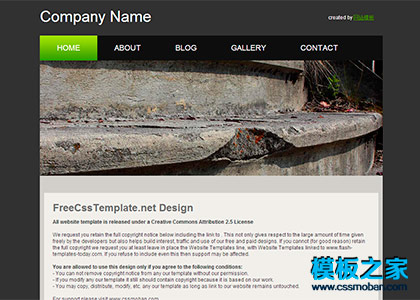 Company Name
created by
HOME
ABOUT
BLOG
GALLERY
CONTACT
FreeCssTemplate.net Design
All website template is released under a Creative Commons Attribution 2.5 License
We request you retain the full copyright notice below including the link to . This not only gives respect to the large amount of time given
freely by the developers but also helps build interest, traffic and use of our free and paid designs. If you cannot (for good reason) retain
the full copyright we request you at least leave in place the Website Templates line, with Website Templates linked to www.flash-
templates-today.com. If you refuse to include even this then support may be affected.
You are allowed to use this design only if you agree to the following conditions:
- You can not remove copyright notice from any our template without our permission.
- If you modify any our template it still should contain copyright because it is based on our work.
- You may copy, distribute, modify, etc. any our template as long as link to our website remains untouched.
For support please visit www.cssmoban.com
模板之家
www.cssmoban.com